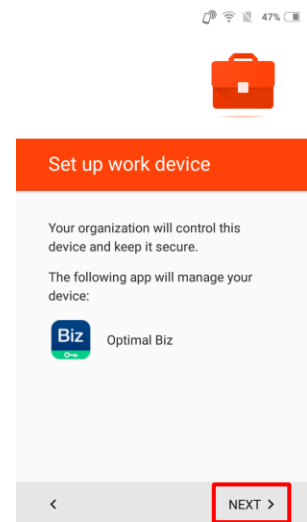 47%
Set up work device
Your organization will control this
device and keep it secure.
The following app will manage your
device:
Biz
Optimal Biz
NEXT